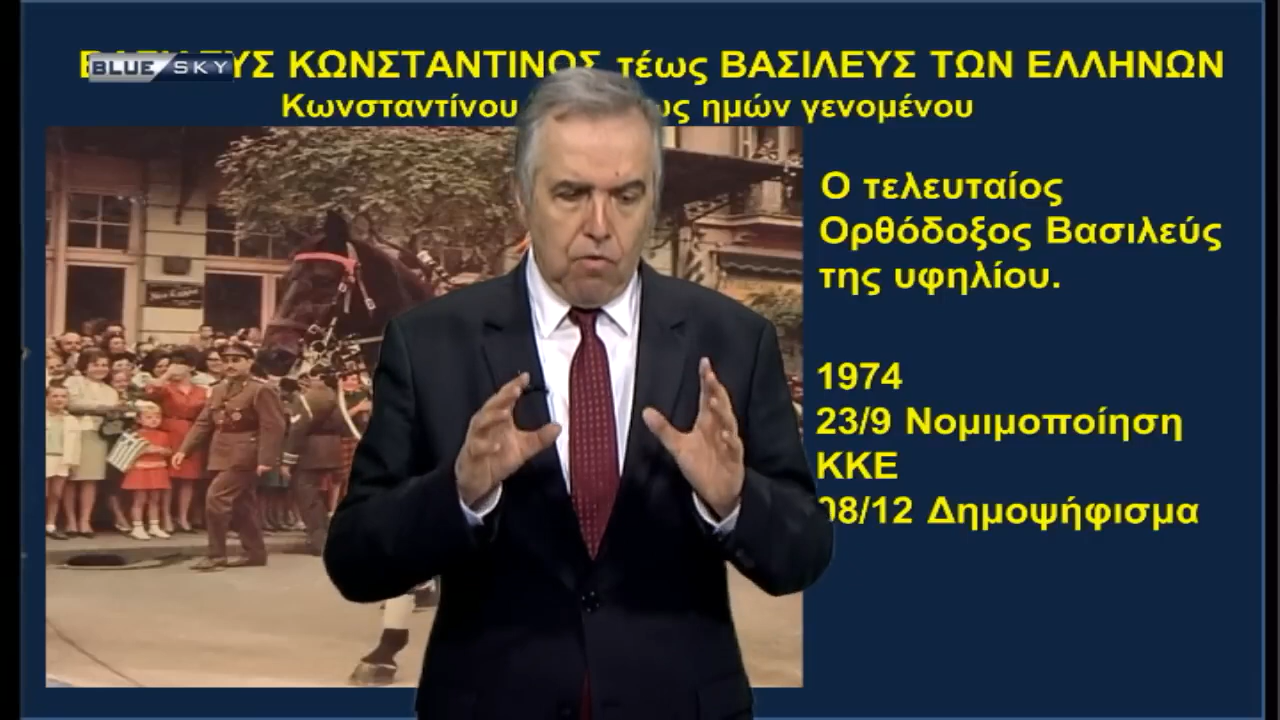 BLUE SKY
ΚΩΝΣΤΑΝΤΙΝΟΣ τέως ΒΑΣΙΛΕΥΣ ΤΩΝ ΕΛΛΗΝΩΝ
Κωνσταντίνου ημών γενομένου
Ο τελευταίος
Ορθόδοξος Βασιλεύς
της υφηλίου.
1974
23/9 Νομιμοποίηση
ΚΚΕ
08/12 Δημοψήφισμα